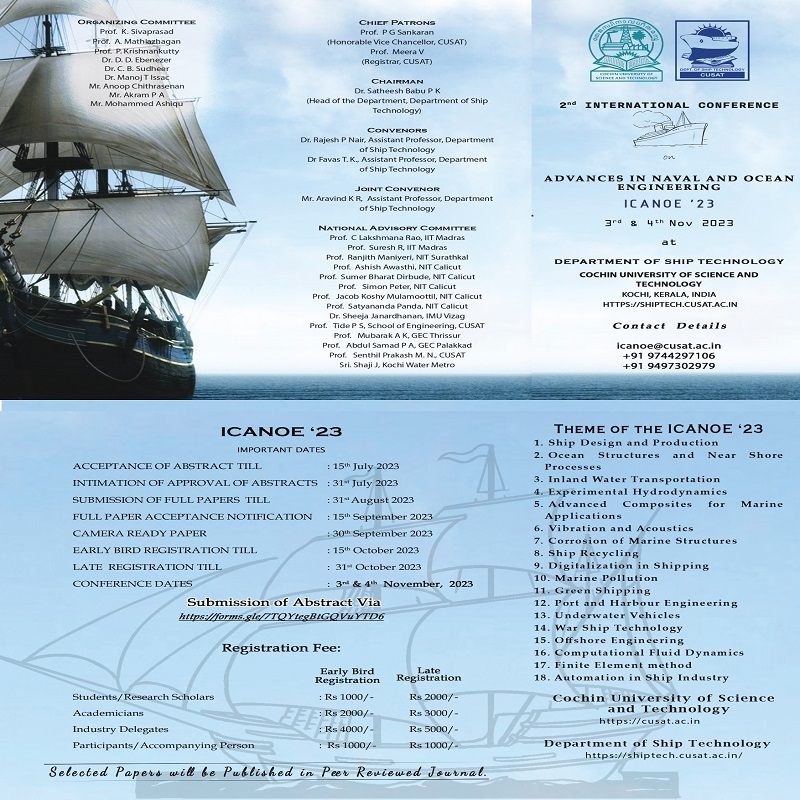 ORGANIZING COMMITTEE
Prof. K. Sivaprasad
Prof. A. Mathiazhagan
Prof. P. Krishnankutty
Dr. D. D. Ebenezer
Dr. C. B. Sudheer
Dr. Manoj T Issac
Mr. Anoop Chithrasenan
Mr. Akram P A
Mr. Mohammed Ashiqu
CHIEF PATRONS
Prof. P G Sankaran
(Honorable Vice Chancellor, CUSAT)
Prof. Meera V
(Registrar, CUSAT)
CHAIRMAN
Dr. Satheesh Babu P K
(Head of the Department, Department of Ship
Technology)
CONVENORS
Dr. Rajesh P Nair, Assistant Professor, Department
of Ship Technology
Dr Favas T. K., Assistant Professor, Department
of Ship Technology
JOINT CONVENOR
Mr. Aravind K R, Assistant Professor, Department
of Ship Technology
NATIONAL ADVISORY COMMITTEE
Prof. C Lakshmana Rao, IIT Madras
Prof. Suresh R, IIT Madras
Prof. Ranjith Maniyeri, NIT Surathkal
Prof. Ashish Awasthi, NIT Calicut
Prof. Sumer Bharat Dirbude, NIT Calicut
Prof. Simon Peter, NIT Calicut
Prof. Jacob Koshy Mulamoottil, NIT Calicut
Prof. Satyananda Panda, NIT Calicut
Dr. Sheeja Janardhanan, IMU Vizag
Prof. Tide P S, School of Engineering, CUSAT
Prof. Mubarak A K, GEC Thrissur
Prof. Abdul Samad P A, GEC Palakkad
Prof. Senthil Prakash M. N., CUSAT
Sri. Shaji J, Kochi Water Metro
COCHIN UNIVERSITY OF
SCIENCE AND TECHNOLOGY
DEPT. OF SHIP TECHNOLOGY
CUSAT
2nd INTERNATIONAL CONFERENCE
on
ADVANCES IN NAVAL AND OCEAN
ENGINEERING
ICANOE '23
3rd & 4th Nov 2023
at
DEPARTMENT OF SHIP TECHNOLOGY
COCHIN UNIVERSITY OF SCIENCE AND
TECHNOLOGY
KOCHI, KERALA, INDIA
HTTPS://SHIPTECH.CUSAT.AC.IN
Contact Details
icanoe@cusat.ac.in
+91 9744297106
+91 9497302979
ICANOE '23
IMPORTANT DATES
ACCEPTANCE OF ABSTRACT TILL : 15th July 2023
INTIMATION OF APPROVAL OF ABSTRACTS : 31st July 2023
SUBMISSION OF FULL PAPERS TILL : 31st August 2023
FULL PAPER ACCEPTANCE NOTIFICATION : 15th September 2023
CAMERA READY PAPER : 30th September 2023
EARLY BIRD REGISTRATION TILL : 15th October 2023
LATE REGISTRATION TILL : 31st October 2023
CONFERENCE DATES : 3rd & 4th November, 2023
Submission of Abstract Via
https://forms.gle/7TQYtegBtGQVuYTD6
Registration Fee:
Early Bird Registration Late Registration
Students/Research Scholars : Rs 1000/- Rs 2000/-
Academicians : Rs 2000/- Rs 3000/-
Industry Delegates : Rs 4000/- Rs 5000/-
Participants/Accompanying Person : Rs 1000/- Rs 1000/-
Selected Papers will be Published in Peer Reviewed Journal.
THEME OF THE ICANOE '23
1. Ship Design and Production
2. Ocean Structures and Near Shore
Processes
3. Inland Water Transportation
4. Experimental Hydrodynamics
5. Advanced Composites for Marine
Applications
6. Vibration and Acoustics
7. Corrosion of Marine Structures
8. Ship Recycling
9. Digitalization in Shipping
10. Marine Pollution
11. Green Shipping
12. Port and Harbour Engineering
13. Underwater Vehicles
14. War Ship Technology
15. Offshore Engineering
16. Computational Fluid Dynamics
17. Finite Element method
18. Automation in Ship Industry
Cochin University of Science
and Technology
https://cusat.ac.in
Department of Ship Technology
https://shiptech.cusat.ac.in/